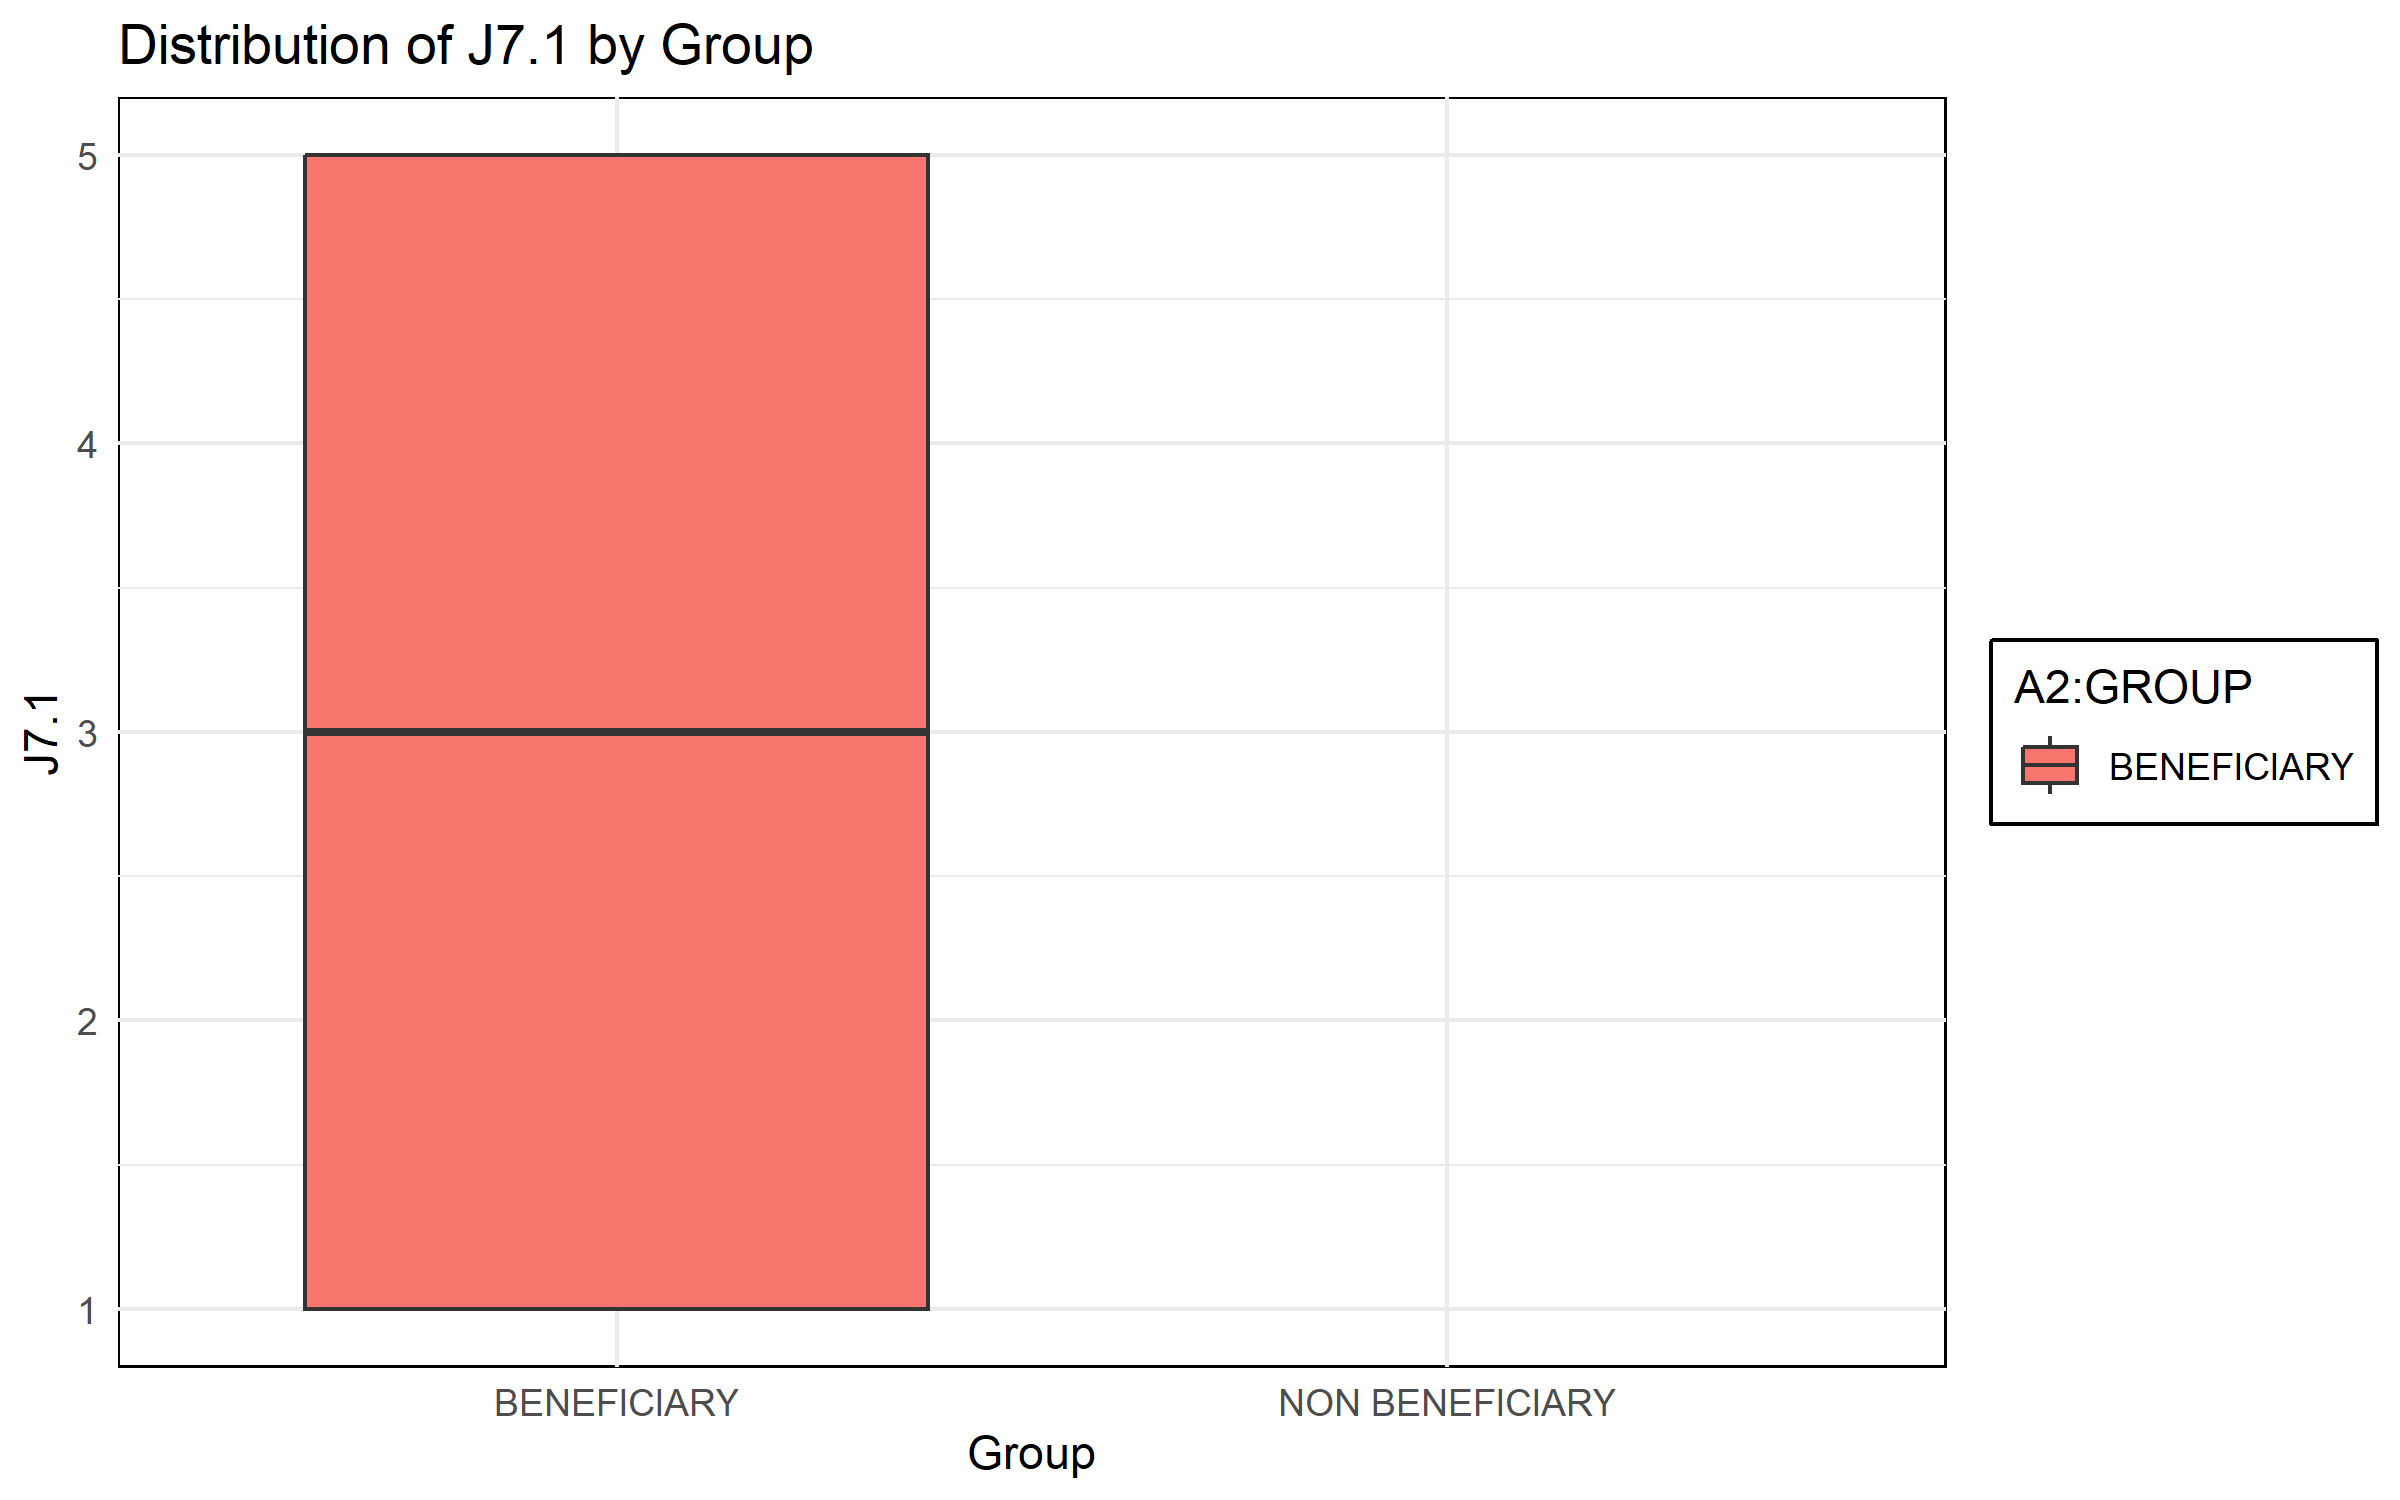 Distribution of J7.1 by Group
J7.1
5
4
3
2
1
BENEFICIARY
NON BENEFICIARY
Group
A2:GROUP
BENEFICIARY